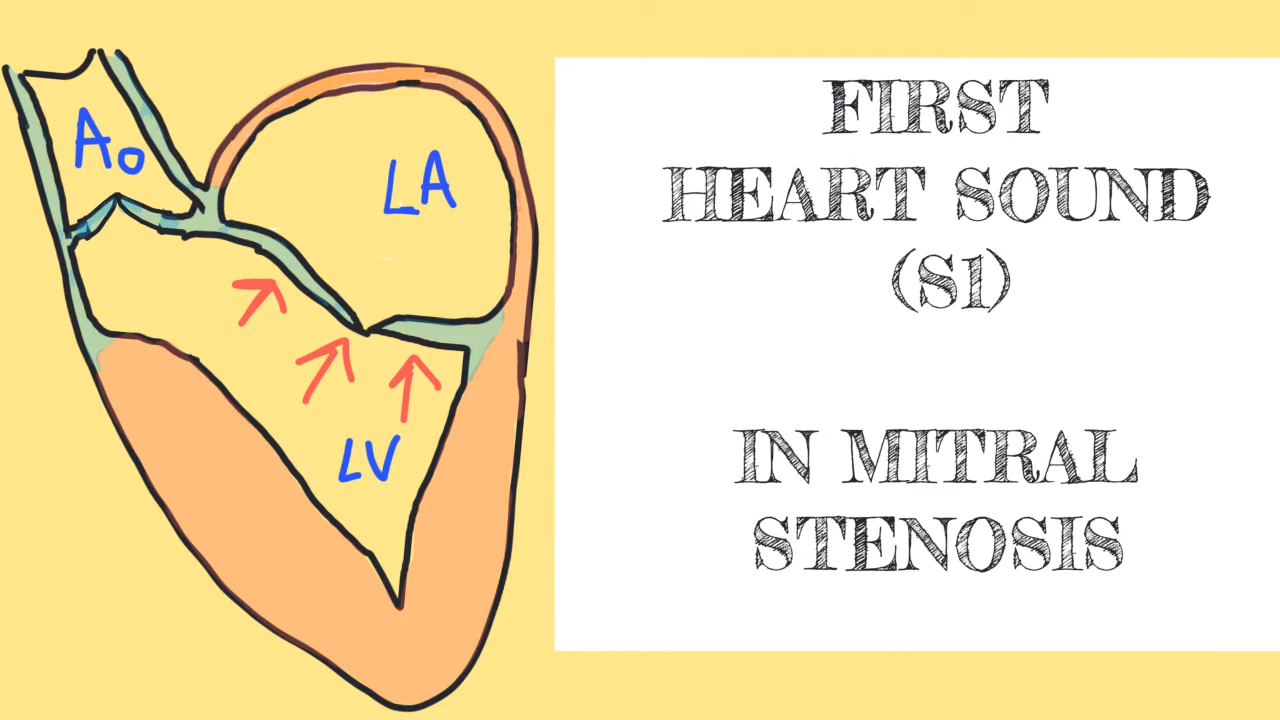 Ao
LA
LV
FIRST
HEART SOUND
(S1)
IN MITRAL
STENOSIS